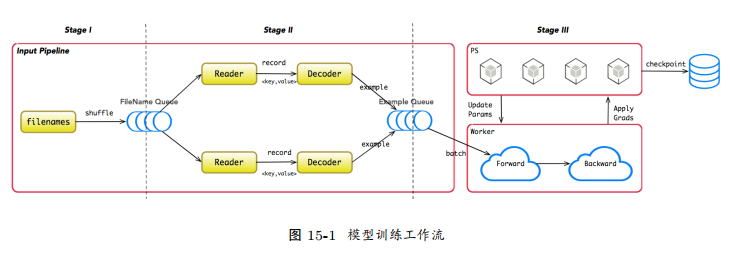 Stage I
Stage II
Stage III
Input Pipeline
PS
record
Reader
Decoder
<key,value>
checkpoint
example
FileName Queue
Example Queue
shuffle
filenames
Update
Params
Apply
Grads
Worker
record
example
batch
Reader
Decoder
<key,value>
Forward
Backward
图 15-1 模型训练工作流